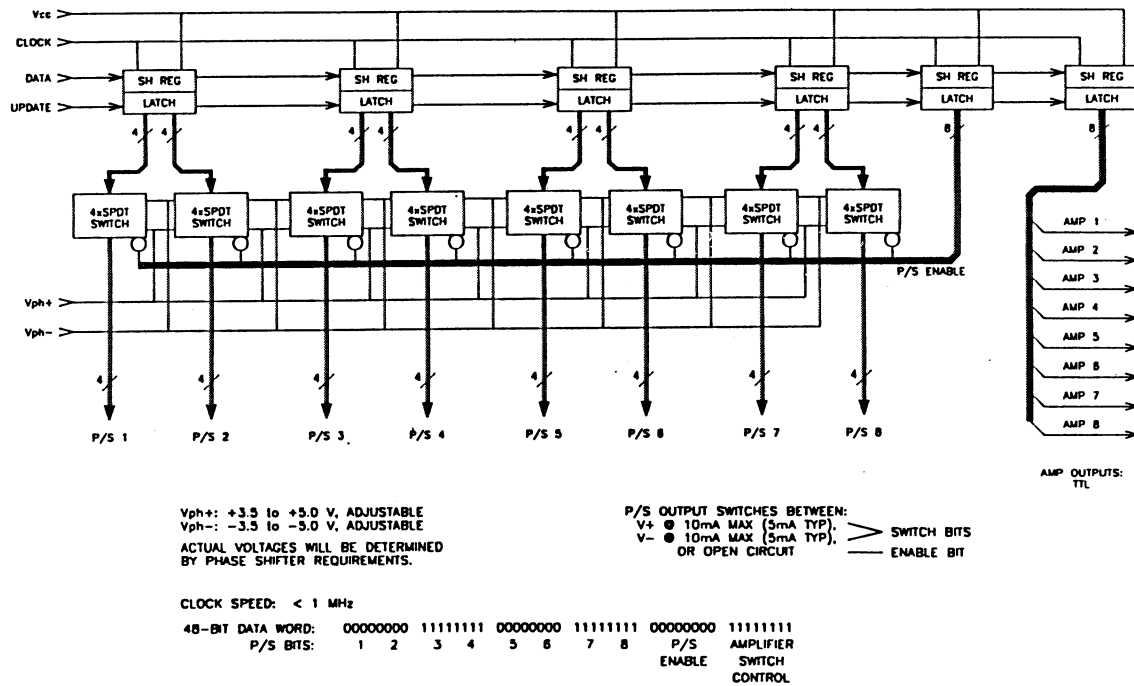 Vcc
CLOCK
DATA
UPDATE
SH REG
LATCH
SH REG
LATCH
SH REG
LATCH
SH REG
LATCH
SH REG
LATCH
SH REG
LATCH
4 4 4 4 4 4 4 4 8 8
4xSPDT SWITCH
4xSPDT SWITCH
4xSPDT SWITCH
4xSPDT SWITCH
4xSPDT SWITCH
4xSPDT SWITCH
4xSPDT SWITCH
4xSPDT SWITCH
P/S ENABLE
Vph+
Vph-
AMP 1
AMP 2
AMP 3
AMP 4
AMP 5
AMP 6
AMP 7
AMP 8
4 4 4 4 4 4 4 4
P/S 1 P/S 2 P/S 3 P/S 4 P/S 5 P/S 6 P/S 7 P/S 8
AMP OUTPUTS:
TTL
Vph+: +3.5 to +5.0 V, ADJUSTABLE
Vph-: -3.5 to -5.0 V, ADJUSTABLE
ACTUAL VOLTAGES WILL BE DETERMINED
BY PHASE SHIFTER REQUIREMENTS.
P/S OUTPUT SWITCHES BETWEEN:
V+ @ 10mA MAX (5mA TYP),
V- @ 10mA MAX (5mA TYP),
SWITCH BITS
OR OPEN CIRCUIT ENABLE BIT
CLOCK SPEED: < 1 MHz
48-BIT DATA WORD: 00000000 11111111 00000000 11111111 00000000 11111111
P/S BITS: 1 2 3 4 5 6 7 8 P/S AMPLIFIER
ENABLE SWITCH
CONTROL